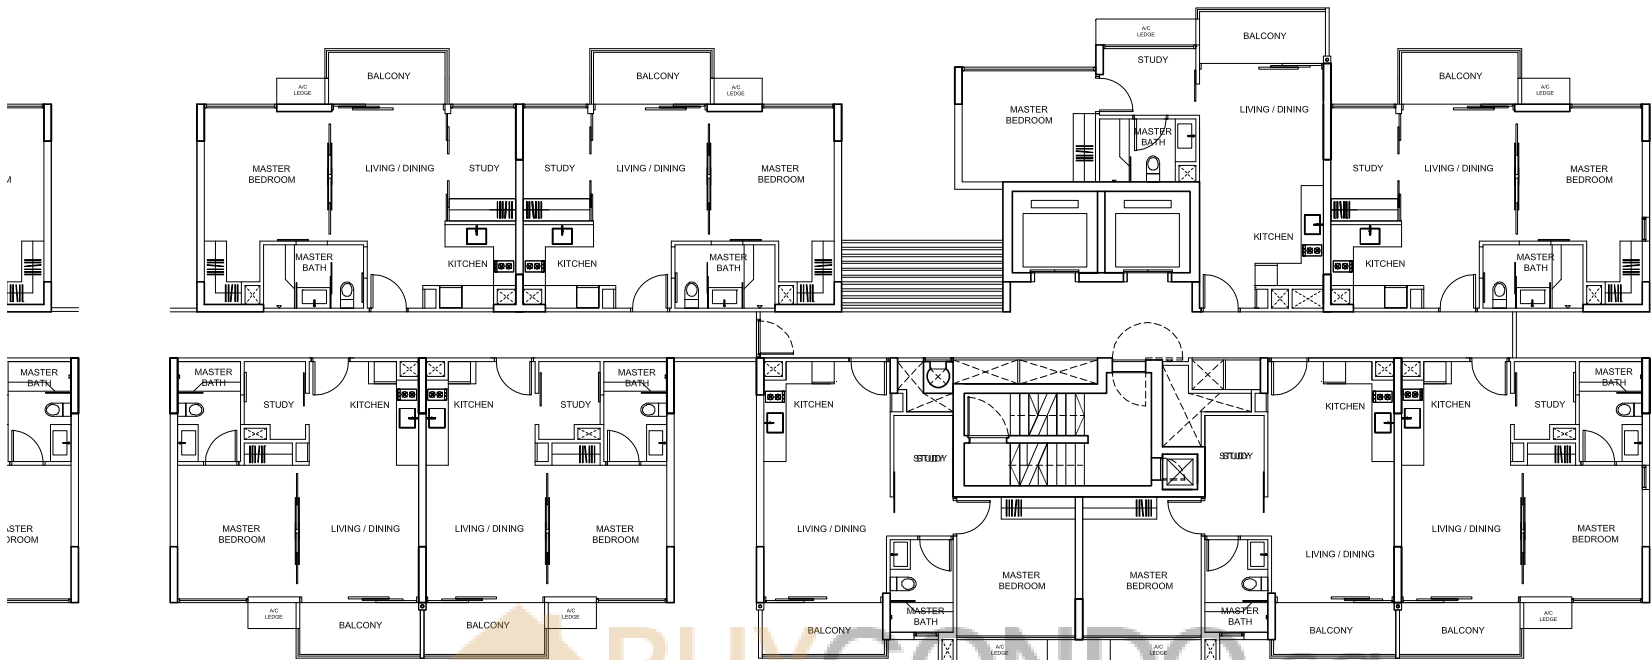 A/C
LEDGE
BALCONY
STUDY
BALCONY
A/C
LEDGE
BALCONY
A/C
LEDGE
BALCONY
A/C
LEDGE
MASTER
BEDROOM
LIVING / DINING
MASTER
BATH
MASTER
BEDROOM
LIVING / DINING
STUDY
STUDY
LIVING / DINING
MASTER
BEDROOM
STUDY
LIVING / DINING
MASTER
BEDROOM
MASTER
BATH
KITCHEN
KITCHEN
MASTER
BATH
KITCHEN
KITCHEN
MASTER
BATH
MASTER
BATH
MASTER
BATH
MASTER
BATH
MASTER
BATH
STUDY
KITCHEN
KITCHEN
STUDY
KITCHEN
KITCHEN
KITCHEN
STUDY
STUDY
STUDY
MASTER
BEDROOM
LIVING / DINING
LIVING / DINING
MASTER
BEDROOM
LIVING / DINING
MASTER
BEDROOM
MASTER
BEDROOM
LIVING / DINING
LIVING / DINING
MASTER
BEDROOM
A/C
LEDGE
BALCONY
BALCONY
A/C
LEDGE
BALCONY
MASTER
BATH
MASTER
BATH
BALCONY
BALCONY
A/C
LEDGE
A/C
LEDGE
A/C
LEDGE
BUYCONDO